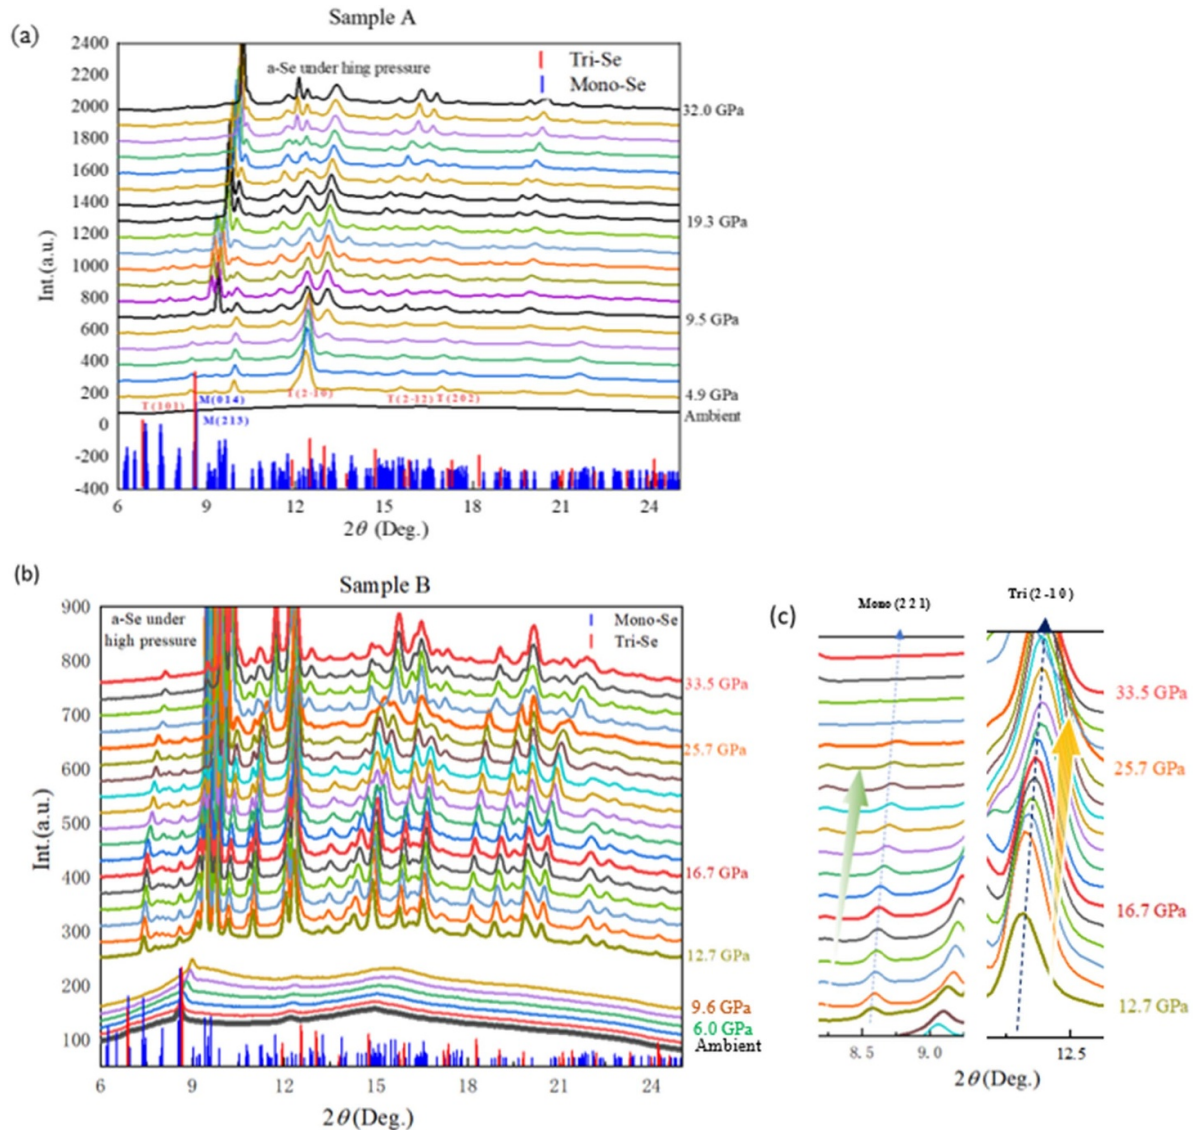 (a)
Sample A
a-Se under hing pressure
Tri-Se
Mono-Se
2400
2200
2000
1800
1600
1400
1200
1000
800
600
400
200
0
-200
-400
Int.(a.u.)
32.0 GPa
19.3 GPa
9.5 GPa
4.9 GPa
Ambient
T(101)
M(014)
M(213)
T(2-10)
T(2-12)
T(202)
6 9 12 15 18 21 24
2θ (Deg.)
(b)
Sample B
a-Se under
high pressure
Mono-Se
Tri-Se
900
800
700
600
500
400
300
200
100
Int.(a.u.)
33.5 GPa
25.7 GPa
16.7 GPa
12.7 GPa
9.6 GPa
6.0 GPa
Ambient
6 9 12 15 18 21 24
2θ(Deg.)
(c)
Mono (2 2 1)
Tri (2 -1 0)
33.5 GPa
25.7 GPa
16.7 GPa
12.7 GPa
8.5 9.0 12.5
2θ(Deg.)